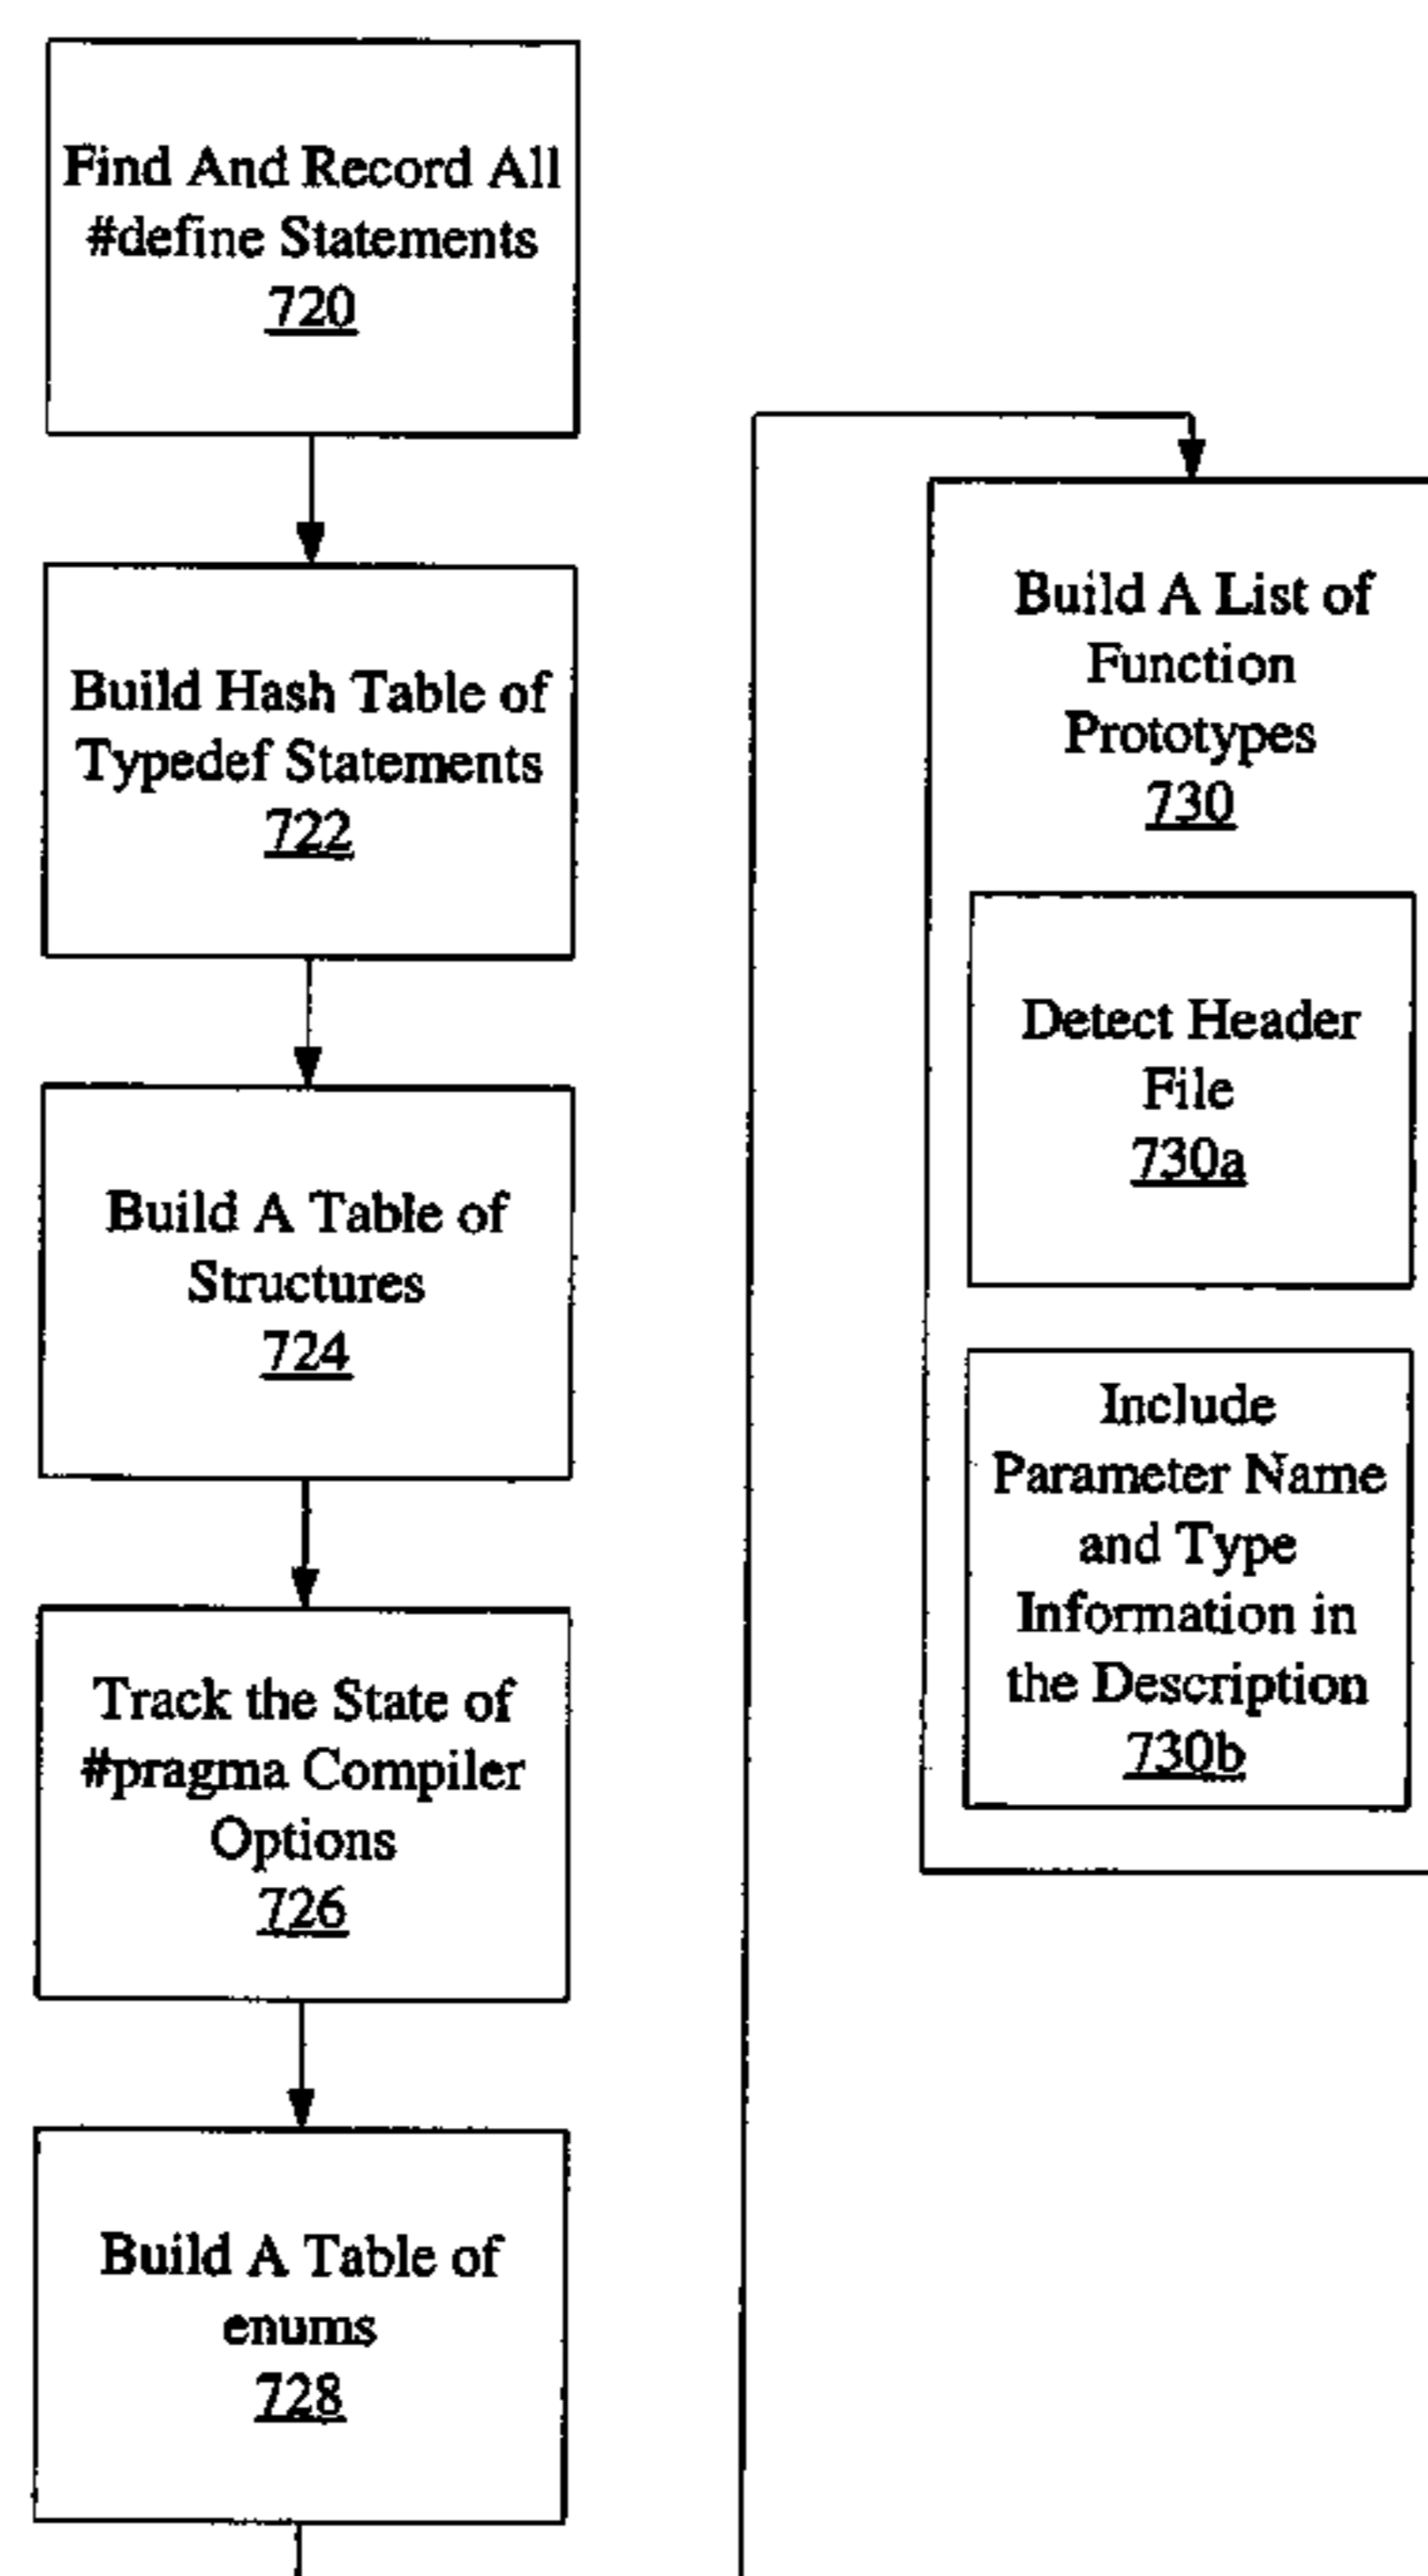 Find And Record All
#define Statements
720
Build Hash Table of
Typedef Statements
722
Build A Table of
Structures
724
Track the State of
#pragma Compiler
Options
726
Build A Table of
enums
728
Build A List of
Function
Prototypes
730
Detect Header
File
730a
Include
Parameter Name
and Type
Information in
the Description
730b